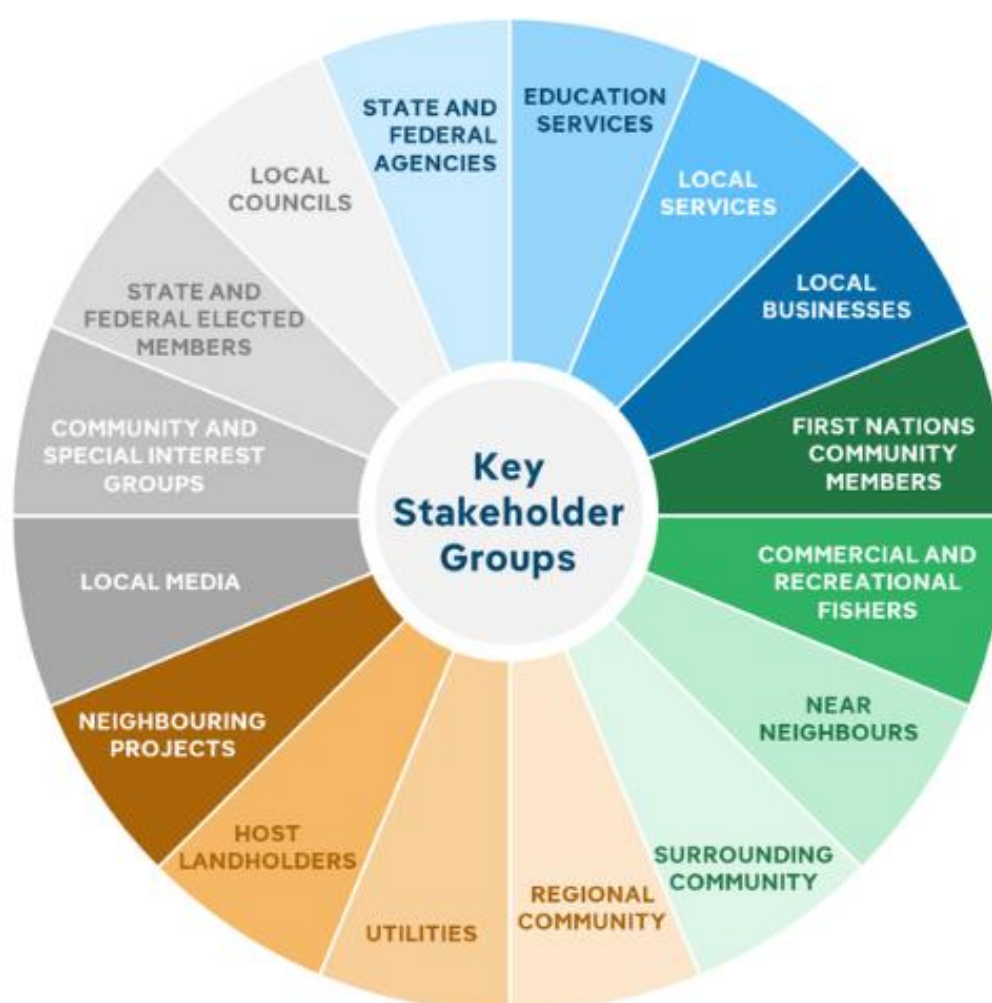 STATE AND
FEDERAL
AGENCIES
EDUCATION
SERVICES
LOCAL
SERVICES
LOCAL
BUSINESSES
FIRST NATIONS
COMMUNITY
MEMBERS
COMMERCIAL AND
RECREATIONAL
FISHERS
NEAR
NEIGHBOURS
SURROUNDING
COMMUNITY
REGIONAL
COMMUNITY
UTILITIES
HOST
LANDHOLDERS
NEIGHBOURING
PROJECTS
LOCAL MEDIA
COMMUNITY AND
SPECIAL INTEREST
GROUPS
STATE AND
FEDERAL ELECTED
MEMBERS
LOCAL
COUNCILS
Key
Stakeholder
Groups